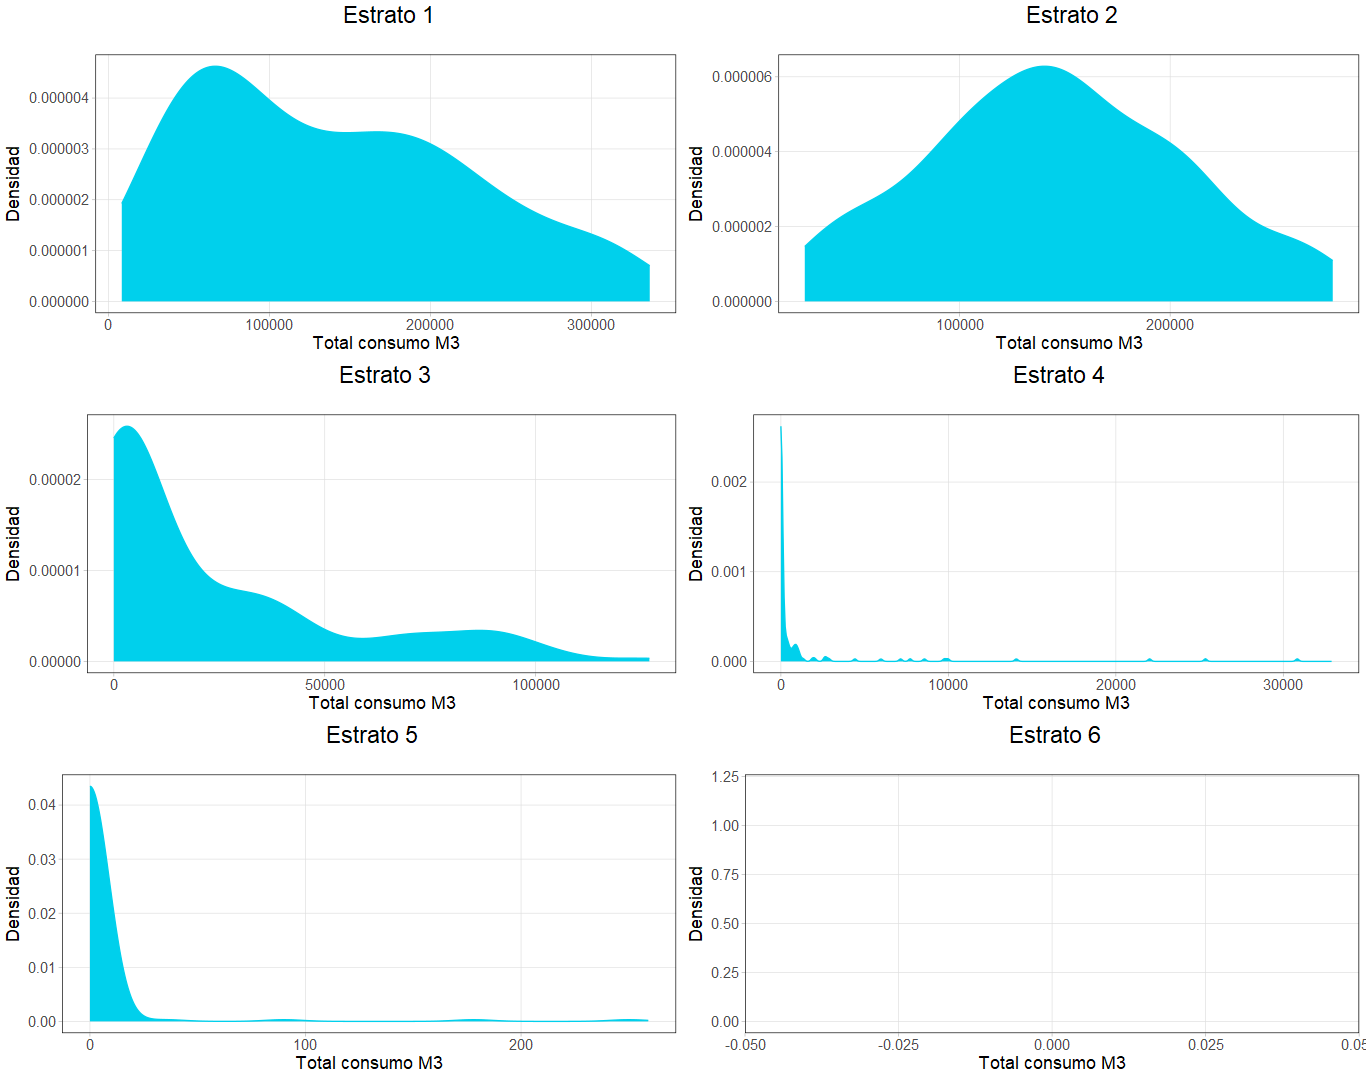 Estrato 1
Densidad
0.000004
0.000003
0.000002
0.000001
0.000000
0 100000 200000 300000
Total consumo M3
Estrato 2
Densidad
0.000006
0.000004
0.000002
0.000000
100000 200000
Total consumo M3
Estrato 3
Densidad
0.00002
0.00001
0.00000
0 50000 100000
Total consumo M3
Estrato 4
Densidad
0.002
0.001
0.000
0 10000 20000 30000
Total consumo M3
Estrato 5
Densidad
0.04
0.03
0.02
0.01
0.00
0 100 200
Total consumo M3
Estrato 6
Densidad
1.25
1.00
0.75
0.50
0.25
0.00
-0.050 -0.025 0.000 0.025 0.05
Total consumo M3